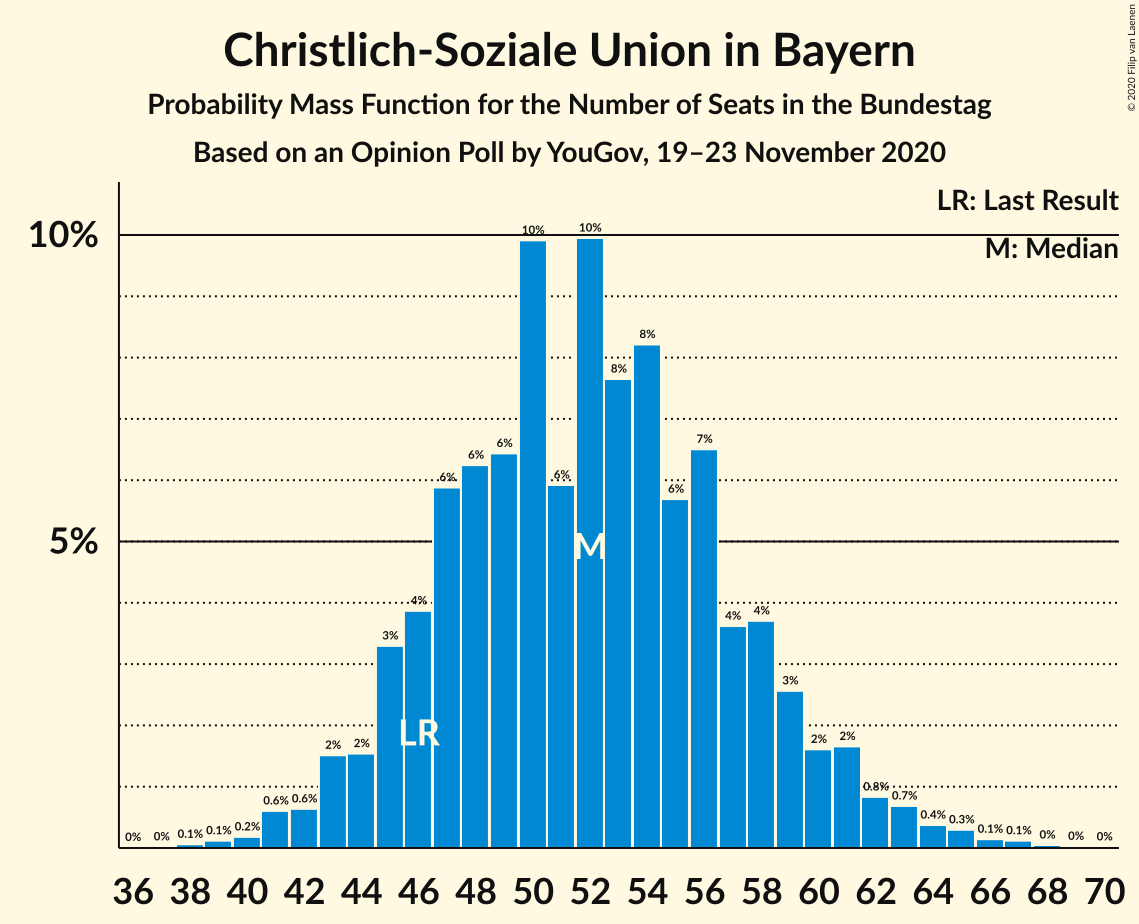 Christlich-Soziale Union in Bayern
Probability Mass Function for the Number of Seats in the Bundestag
Based on an Opinion Poll by YouGov, 19–23 November 2020
© 2020 Filip van Laenen
LR: Last Result
M: Median
10%
5%
0% 0% 0.1% 0.1% 0.2% 0.6% 0.6% 2% 2% 3% 4% 6% 6% 6% 10% 6% 10% 8% 8% 6% 7% 4% 4% 3% 2% 2% 0.8% 0.7% 0.4% 0.3% 0.1% 0.1% 0% 0% 0%
M
LR
36 38 40 42 44 46 48 50 52 54 56 58 60 62 64 66 68 70